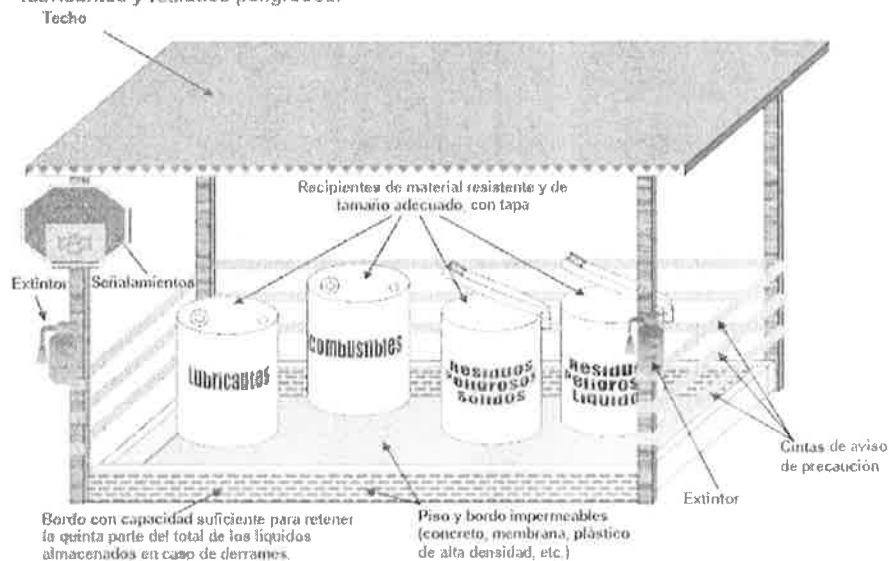 Techo
Recipientes de material resistente y de
tamaño adecuado, con tapa
Extintor
Señalamientos
Lubricantes
combustibles
Residuos
Peligrosos
Sólidos
Residuos
Peligros
Líquido
Cintas de aviso
de precaución
Extintor
Bordo con capacidad suficiente para retener
la quinta parte del total de los líquidos
almacenados en caso de derrames.
Piso y bordo impermeables
(concreto, membrana, plástico
de alta densidad, etc.)